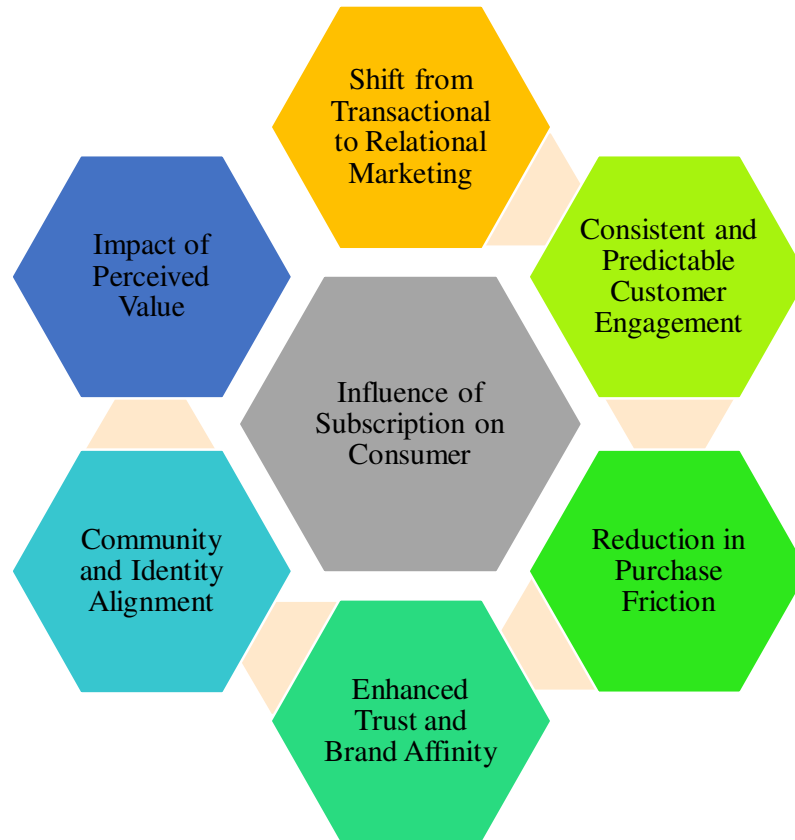 Shift from
Transactional
to Relational
Marketing
Consistent and
Predictable
Customer
Engagement
Reduction in
Purchase
Friction
Enhanced
Trust and
Brand Affinity
Community
and Identity
Alignment
Impact of
Perceived
Value
Influence of
Subscription on
Consumer